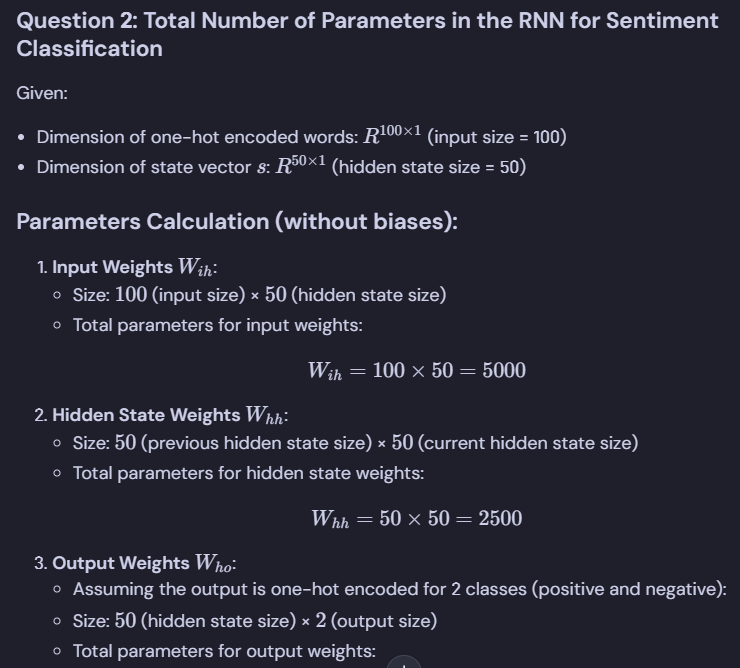 Question 2: Total Number of Parameters in the RNN for Sentiment
Classification
Given:
• Dimension of one-hot encoded words: R^{100×1} (input size = 100)
• Dimension of state vector s: R^{50×1} (hidden state size = 50)
Parameters Calculation (without biases):
1. Input Weights W_{ih}:
◦ Size: 100 (input size) × 50 (hidden state size)
◦ Total parameters for input weights:
W_{ih} = 100 × 50 = 5000
2. Hidden State Weights W_{hh}:
◦ Size: 50 (previous hidden state size) × 50 (current hidden state size)
◦ Total parameters for hidden state weights:
W_{hh} = 50 × 50 = 2500
3. Output Weights W_{ho}:
◦ Assuming the output is one-hot encoded for 2 classes (positive and negative):
◦ Size: 50 (hidden state size) × 2 (output size)
◦ Total parameters for output weights: